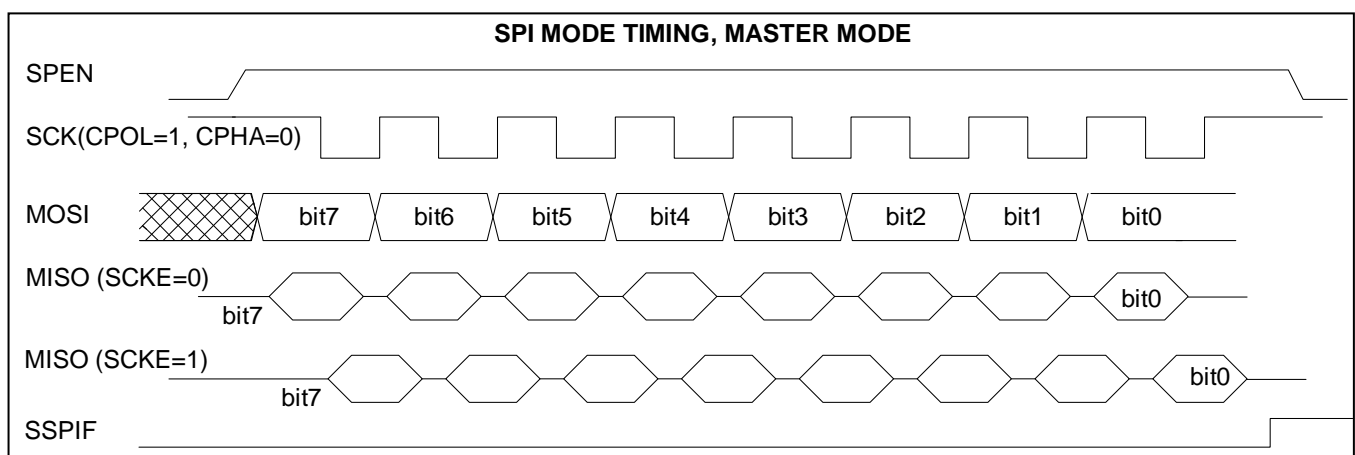 SPI MODE TIMING, MASTER MODE
SPEN
SCK(CPOL=1, CPHA=0)
MOSI bit7 bit6 bit5 bit4 bit3 bit2 bit1 bit0
MISO (SCKE=0)
bit7 bit0
MISO (SCKE=1)
bit7 bit0
SSPIF